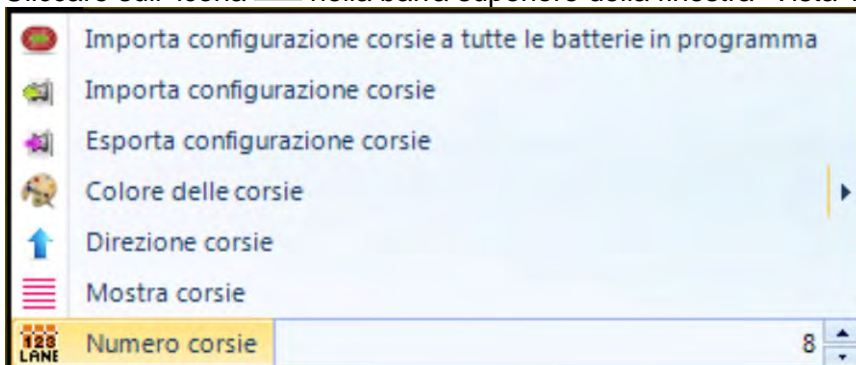 Importa configurazione corsie a tutte le batterie in programma
Importa configurazione corsie
Esporta configurazione corsie
Colore delle corsie
Direzione corsie
Mostra corsie
123 LANE Numero corsie 8